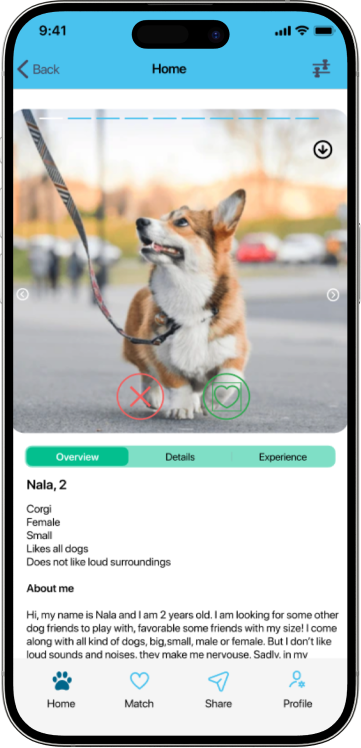 9:41
Back
Home
Overview
Details
Experience
Nala, 2
Corgi
Female
Small
Likes all dogs
Does not like loud surroundings
About me
Hi, my name is Nala and I am 2 years old. I am looking for some other
dog friends to play with, favorable some friends with my size! I come
along with all kind of dogs, big,small, male or female. But I don't like
loud sounds and noises, they make me nervouse. Sadly, in my
Home
Match
Share
Profile